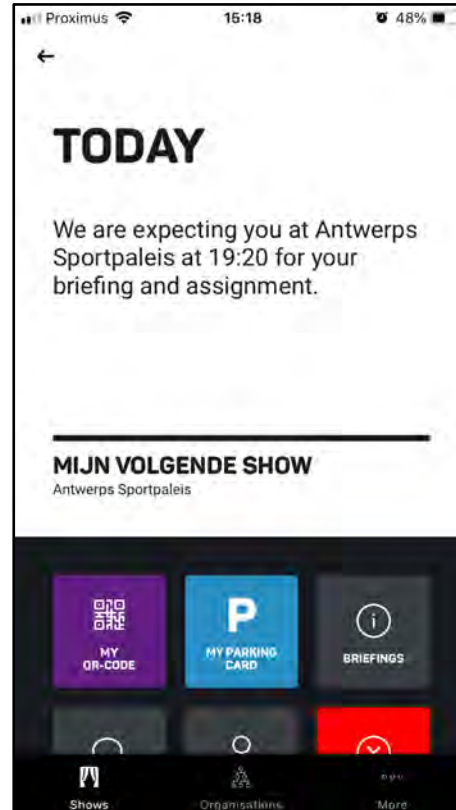 Proximus 15:18 48%
TODAY
We are expecting you at Antwerps
Sportpaleis at 19:20 for your
briefing and assignment.
MIJN VOLGENDE SHOW
Antwerps Sportpaleis
MY
QR-CODE
P
MY PARKING
CARD
BRIEFINGS
Shows Organisations More